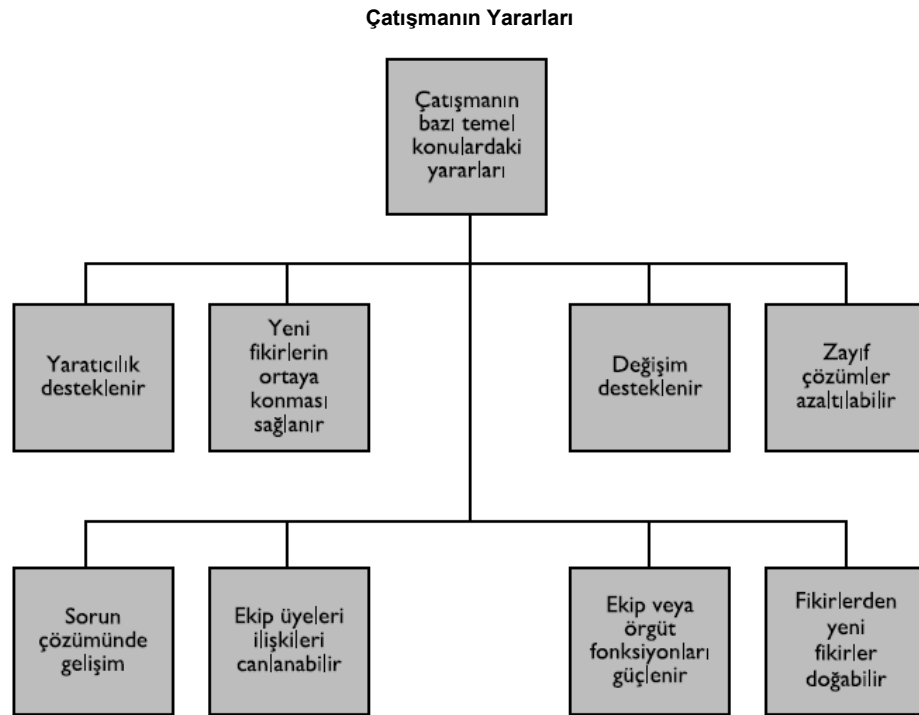 Çatışmanın Yararları
Çatışmanın
bazı temel
konulardaki
yararları
Yaratıcılık
desteklenir
Yeni
fikirlerin
ortaya
konması
sağlanır
Değişim
desteklenir
Zayıf
çözümler
azaltılabilir
Sorun
çözümünde
gelişim
Ekip üyeleri
ilişkileri
canlanabilir
Ekip veya
örgüt
fonksiyonları
güçlenir
Fikirlerden
yeni
fikirler
doğabilir